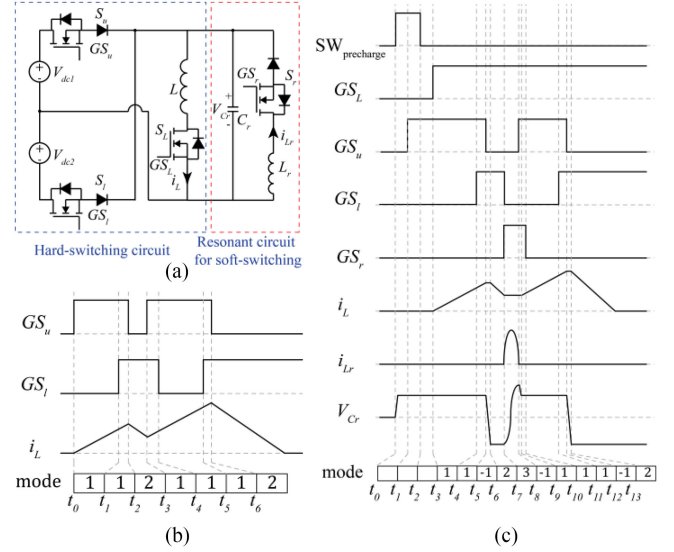 (a)
S_u
GS_u
V_dc1
V_dc2
S_l
GS_l
L
S_L
GS_L
i_L
V_Cr
+
-
C_r
GS_r
S_r
i_Lr
L_r
Hard-switching circuit
Resonant circuit
for soft-switching
GS_u
GS_l
i_L
mode 1 1 2 1 1 1 2
t_0 t_1 t_2 t_3 t_4 t_5 t_6
(b)
SW_precharge
GS_L
GS_u
GS_l
GS_r
i_L
i_Lr
V_Cr
mode 1 1 -1 2 3 -1 1 1 -1 2
t_0 t_1 t_2 t_3 t_4 t_5 t_6 t_7 t_8 t_9 t_10 t_11 t_12 t_13
(c)